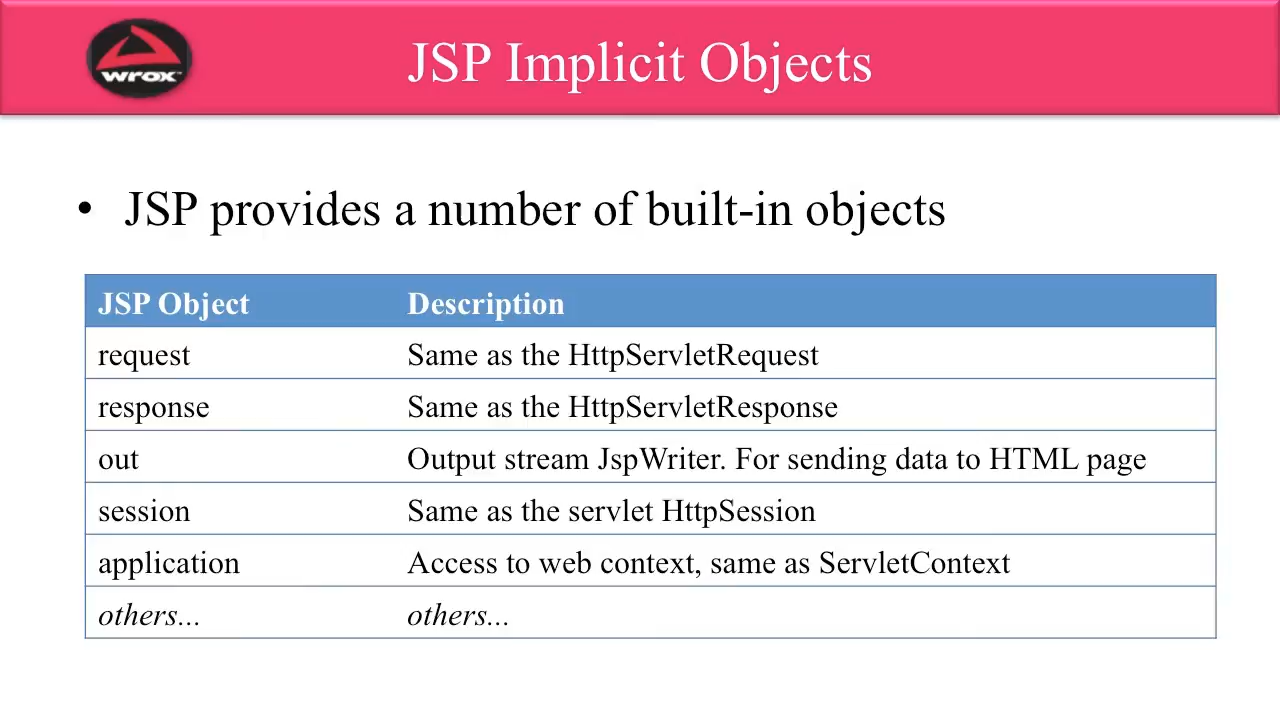 wrox™
JSP Implicit Objects
• JSP provides a number of built-in objects
JSP Object Description
request Same as the HttpServletRequest
response Same as the HttpServletResponse
out Output stream JspWriter. For sending data to HTML page
session Same as the servlet HttpSession
application Access to web context, same as ServletContext
others... others...